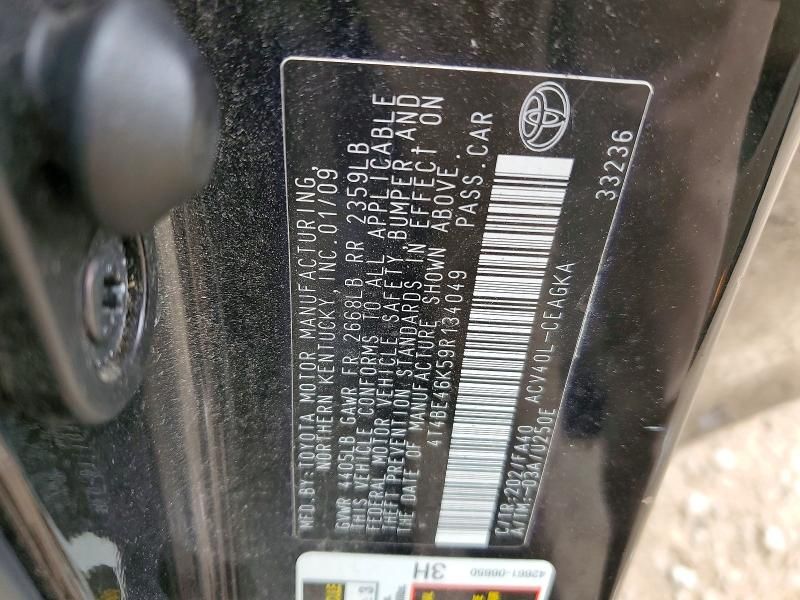 MFD.BY:TOYOTA MOTOR MANUFACTURING,
NORTHERN KENTUCKY, INC.01/09
GVWR 4405LB GAWR FR 2668LB RR 2359LB
THIS VEHICLE CONFORMS TO ALL APPLICABLE
FEDERAL MOTOR VEHICLE SAFETY,BUMPER AND
THEFT PREVENTION STANDARDS IN EFFECT ON
THE DATE OF MANUFACTURE SHOWN ABOVE.
4T4BE46K59R134049 PASS.CAR
C/TR:202/FA40 ACV40L-CEAGKA
A/TM:-03A/U250E
33236
42661-06650
3H